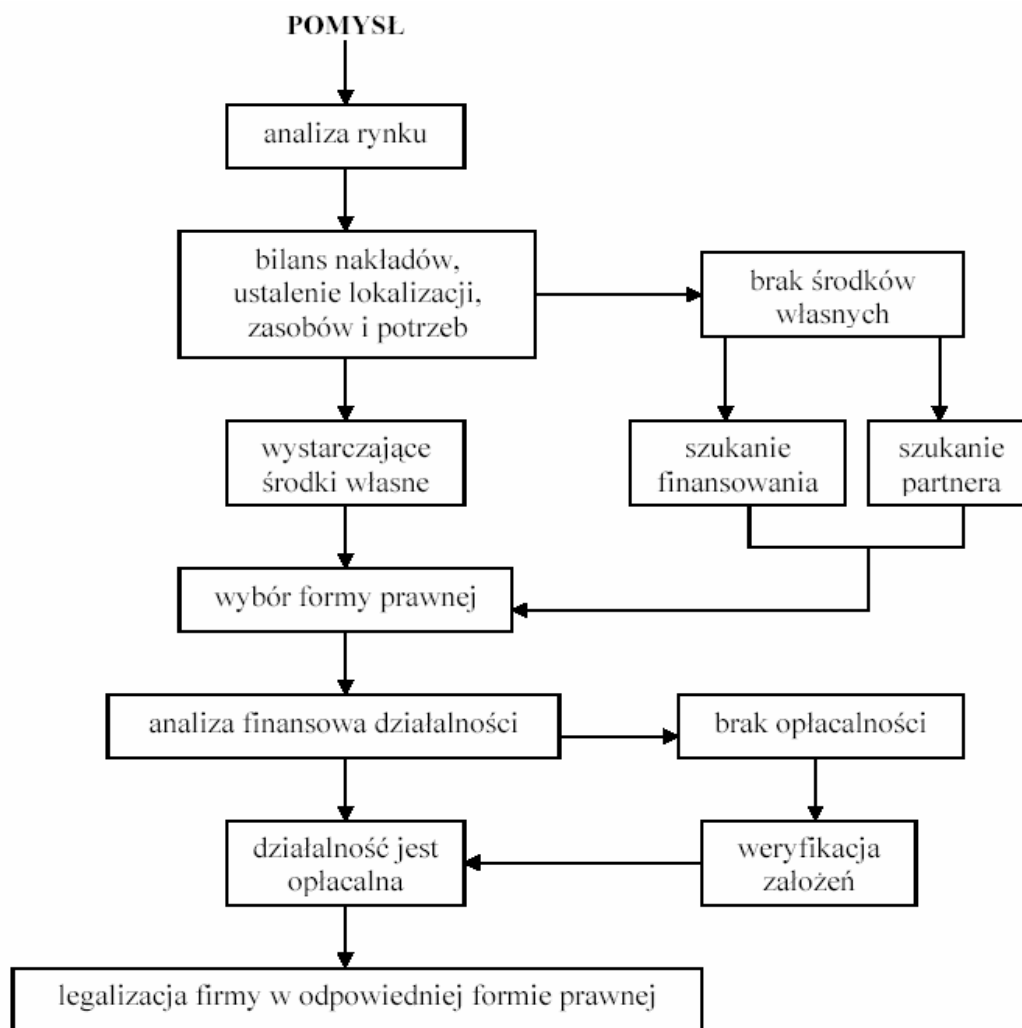 POMYSŁ
analiza rynku
bilans nakładów,
ustalenie lokalizacji,
zasobów i potrzeb
brak środków
własnych
wystarczające
środki własne
szukanie
finansowania
szukanie
partnera
wybór formy prawnej
analiza finansowa działalności
brak opłacalności
działalność jest
opłacalna
weryfikacja
założeń
legalizacja firmy w odpowiedniej formie prawnej